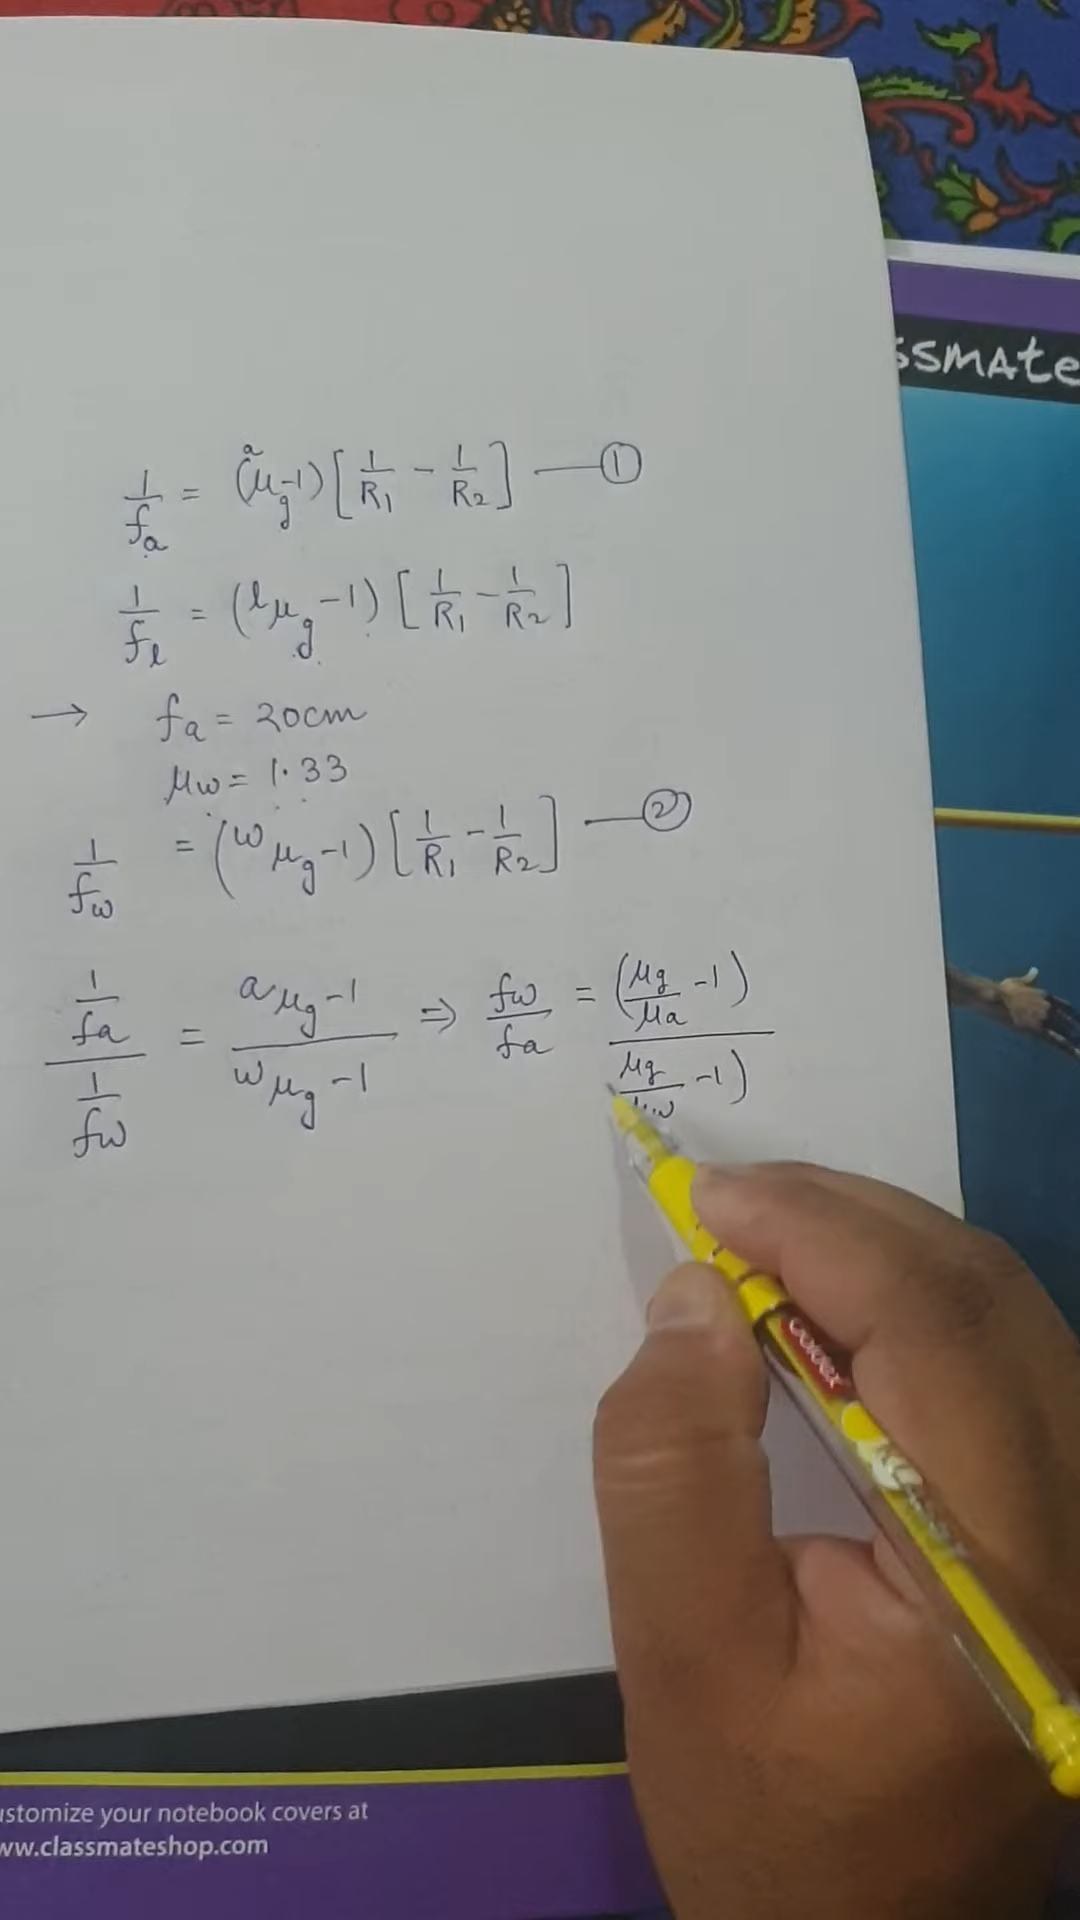 1/fa = (ᵃμg-1)[1/R₁ - 1/R₂] —①
1/fl = (ˡμg-1)[1/R₁ - 1/R₂]
→ fa = 20cm
μw = 1.33
1/fw = (ʷμg-1)[1/R₁ - 1/R₂] —②
(1/fa)/(1/fw) = (ᵃμg-1)/(ʷμg-1) ⇒ fw/fa = (μg/μa -1)/(μg/μw -1)
ssmate
Goldex
ustomize your notebook covers at
ww.classmateshop.com